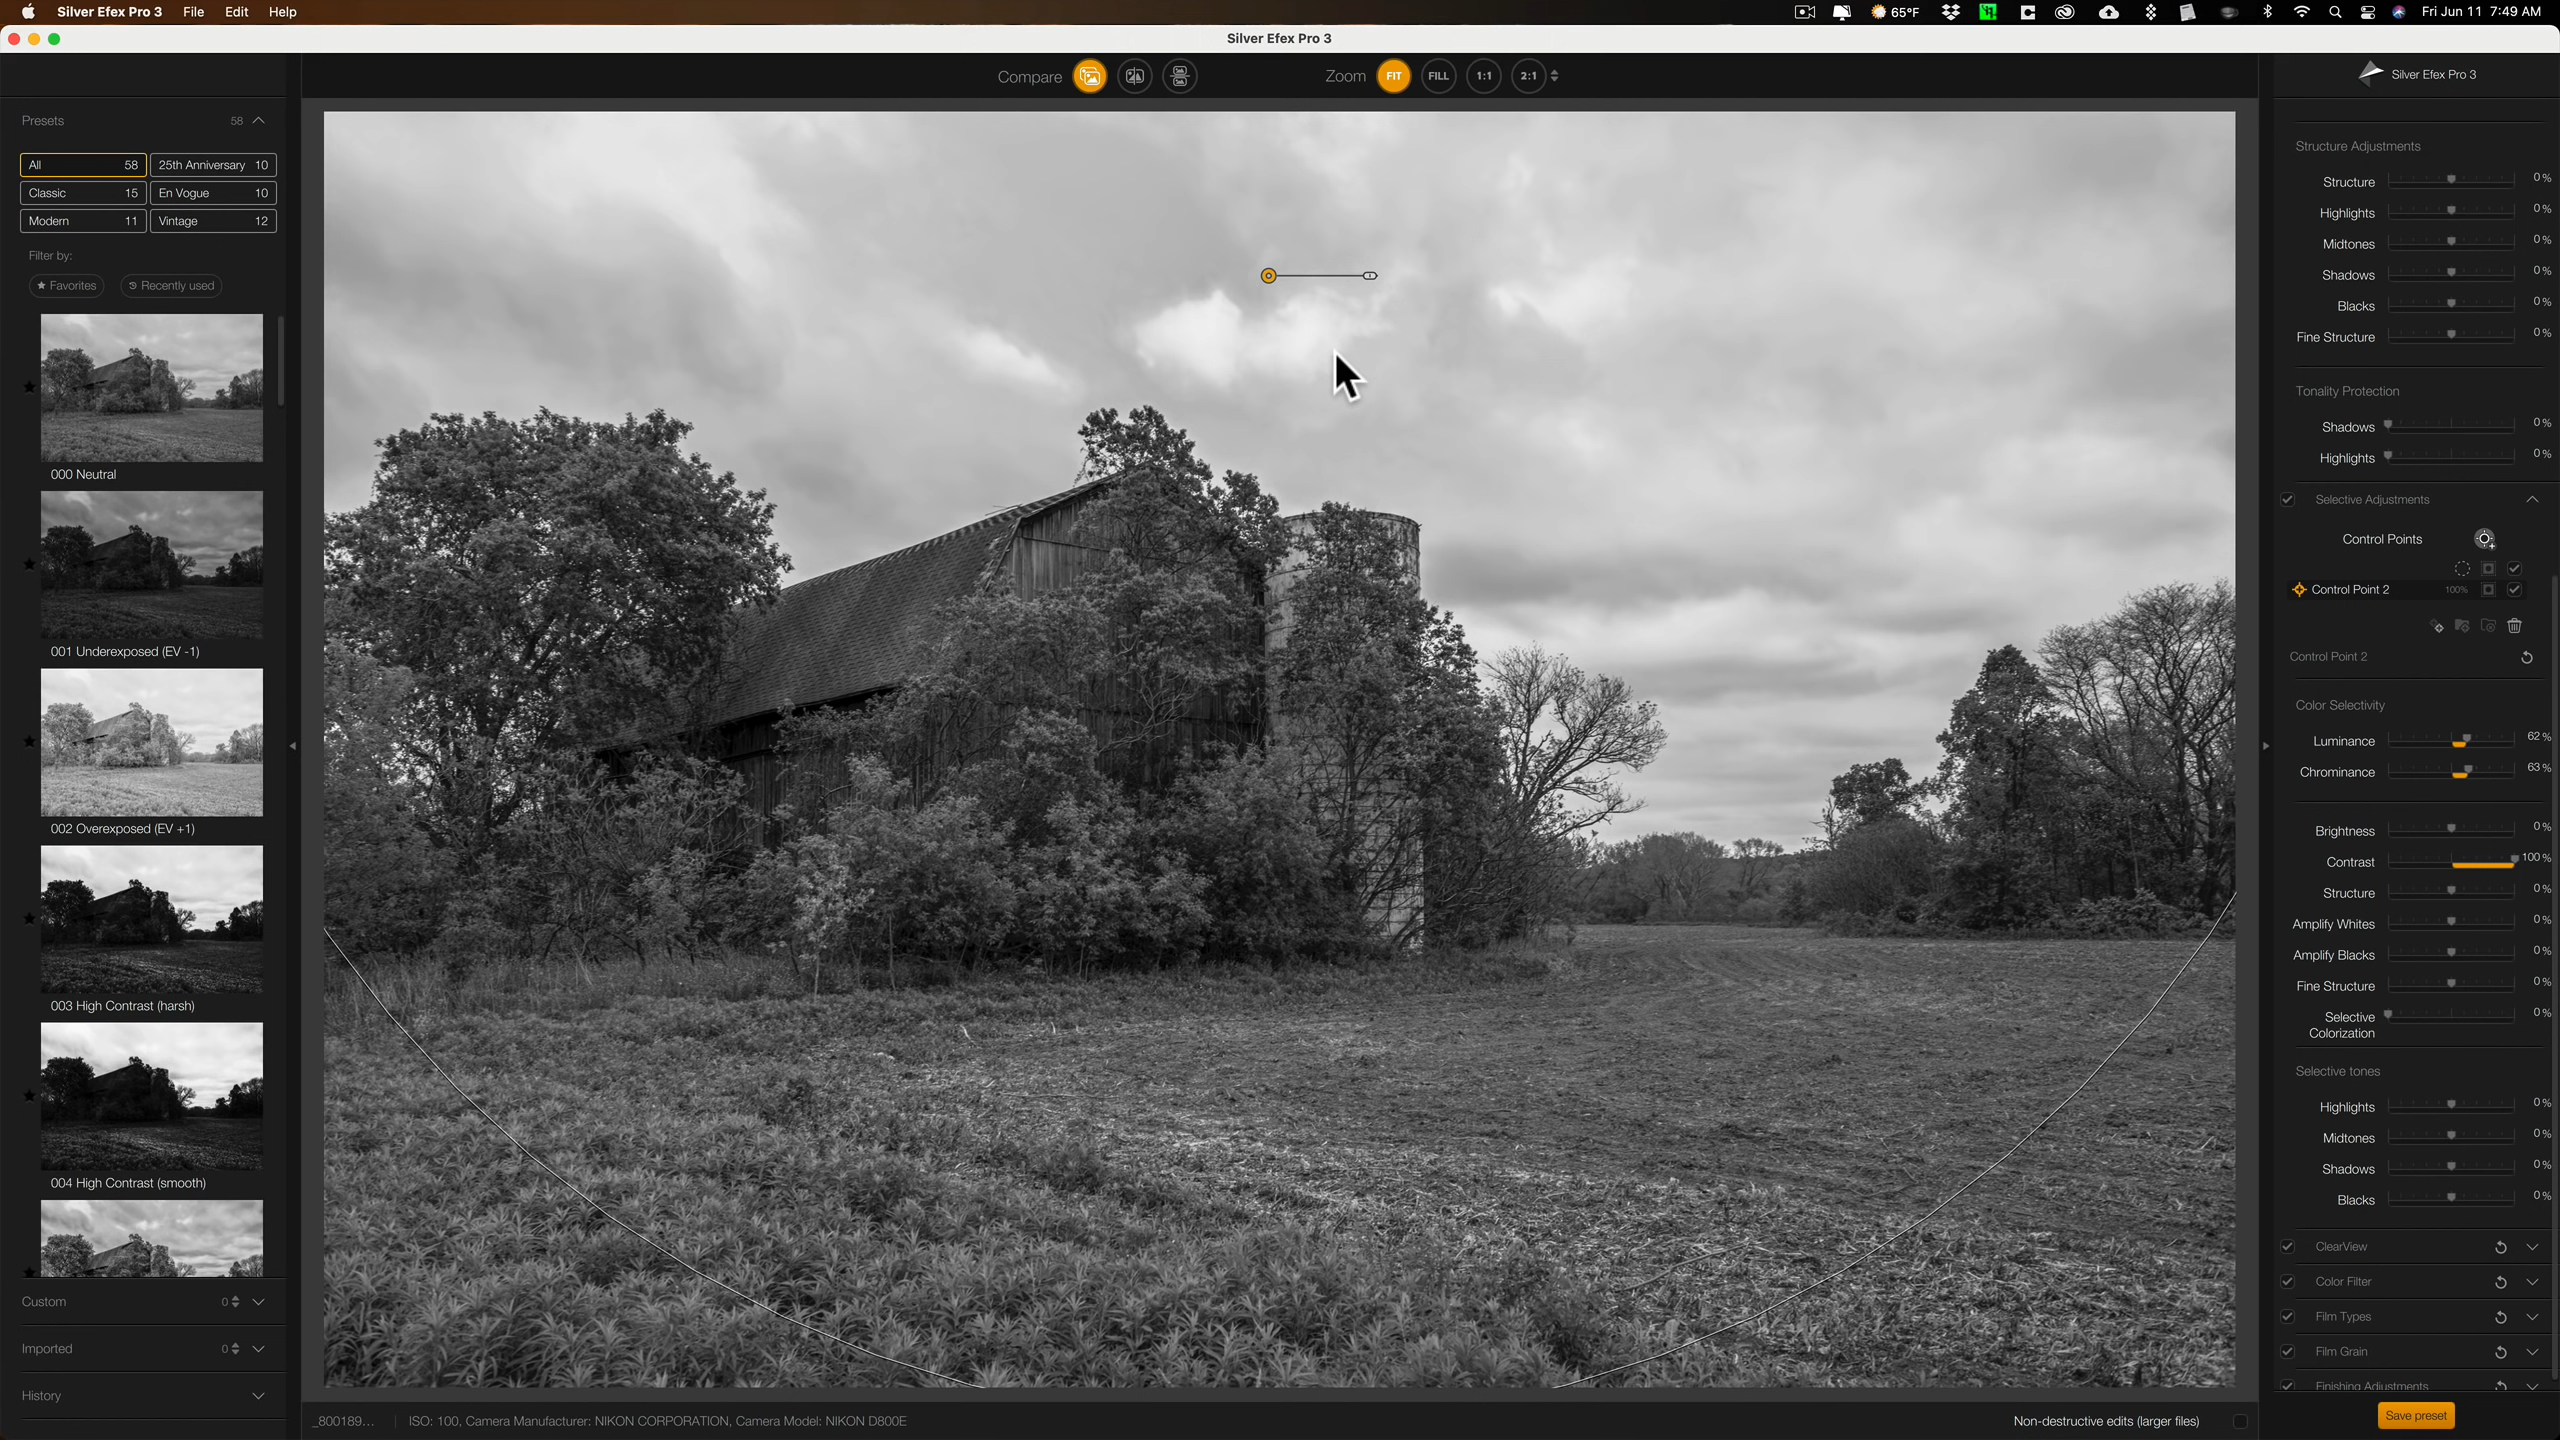 Silver Efex Pro 3 File Edit Help
65°F Fri Jun 11 7:49 AM
Silver Efex Pro 3
Compare Zoom FIT FILL 1:1 2:1
Silver Efex Pro 3
Presets 58
All 58 25th Anniversary 10
Classic 15 En Vogue 10
Modern 11 Vintage 12
Filter by:
Favorites Recently used
000 Neutral
001 Underexposed (EV -1)
002 Overexposed (EV +1)
003 High Contrast (harsh)
004 High Contrast (smooth)
Custom 0
Imported 0
History
_800189... ISO: 100, Camera Manufacturer: NIKON CORPORATION, Camera Model: NIKON D800E
Non-destructive edits (larger files)
Structure Adjustments
Structure 0 %
Highlights 0 %
Midtones 0 %
Shadows 0 %
Blacks 0 %
Fine Structure 0 %
Tonality Protection
Shadows 0 %
Highlights 0 %
Selective Adjustments
Control Points
Control Point 2 100%
Control Point 2
Color Selectivity
Luminance 62 %
Chrominance 63 %
Brightness 0 %
Contrast 100 %
Structure 0 %
Amplify Whites 0 %
Amplify Blacks 0 %
Fine Structure 0 %
Selective 0 %
Colorization
Selective tones
Highlights 0 %
Midtones 0 %
Shadows 0 %
Blacks 0 %
ClearView
Color Filter
Film Types
Film Grain
Finishing Adjustments
Save preset